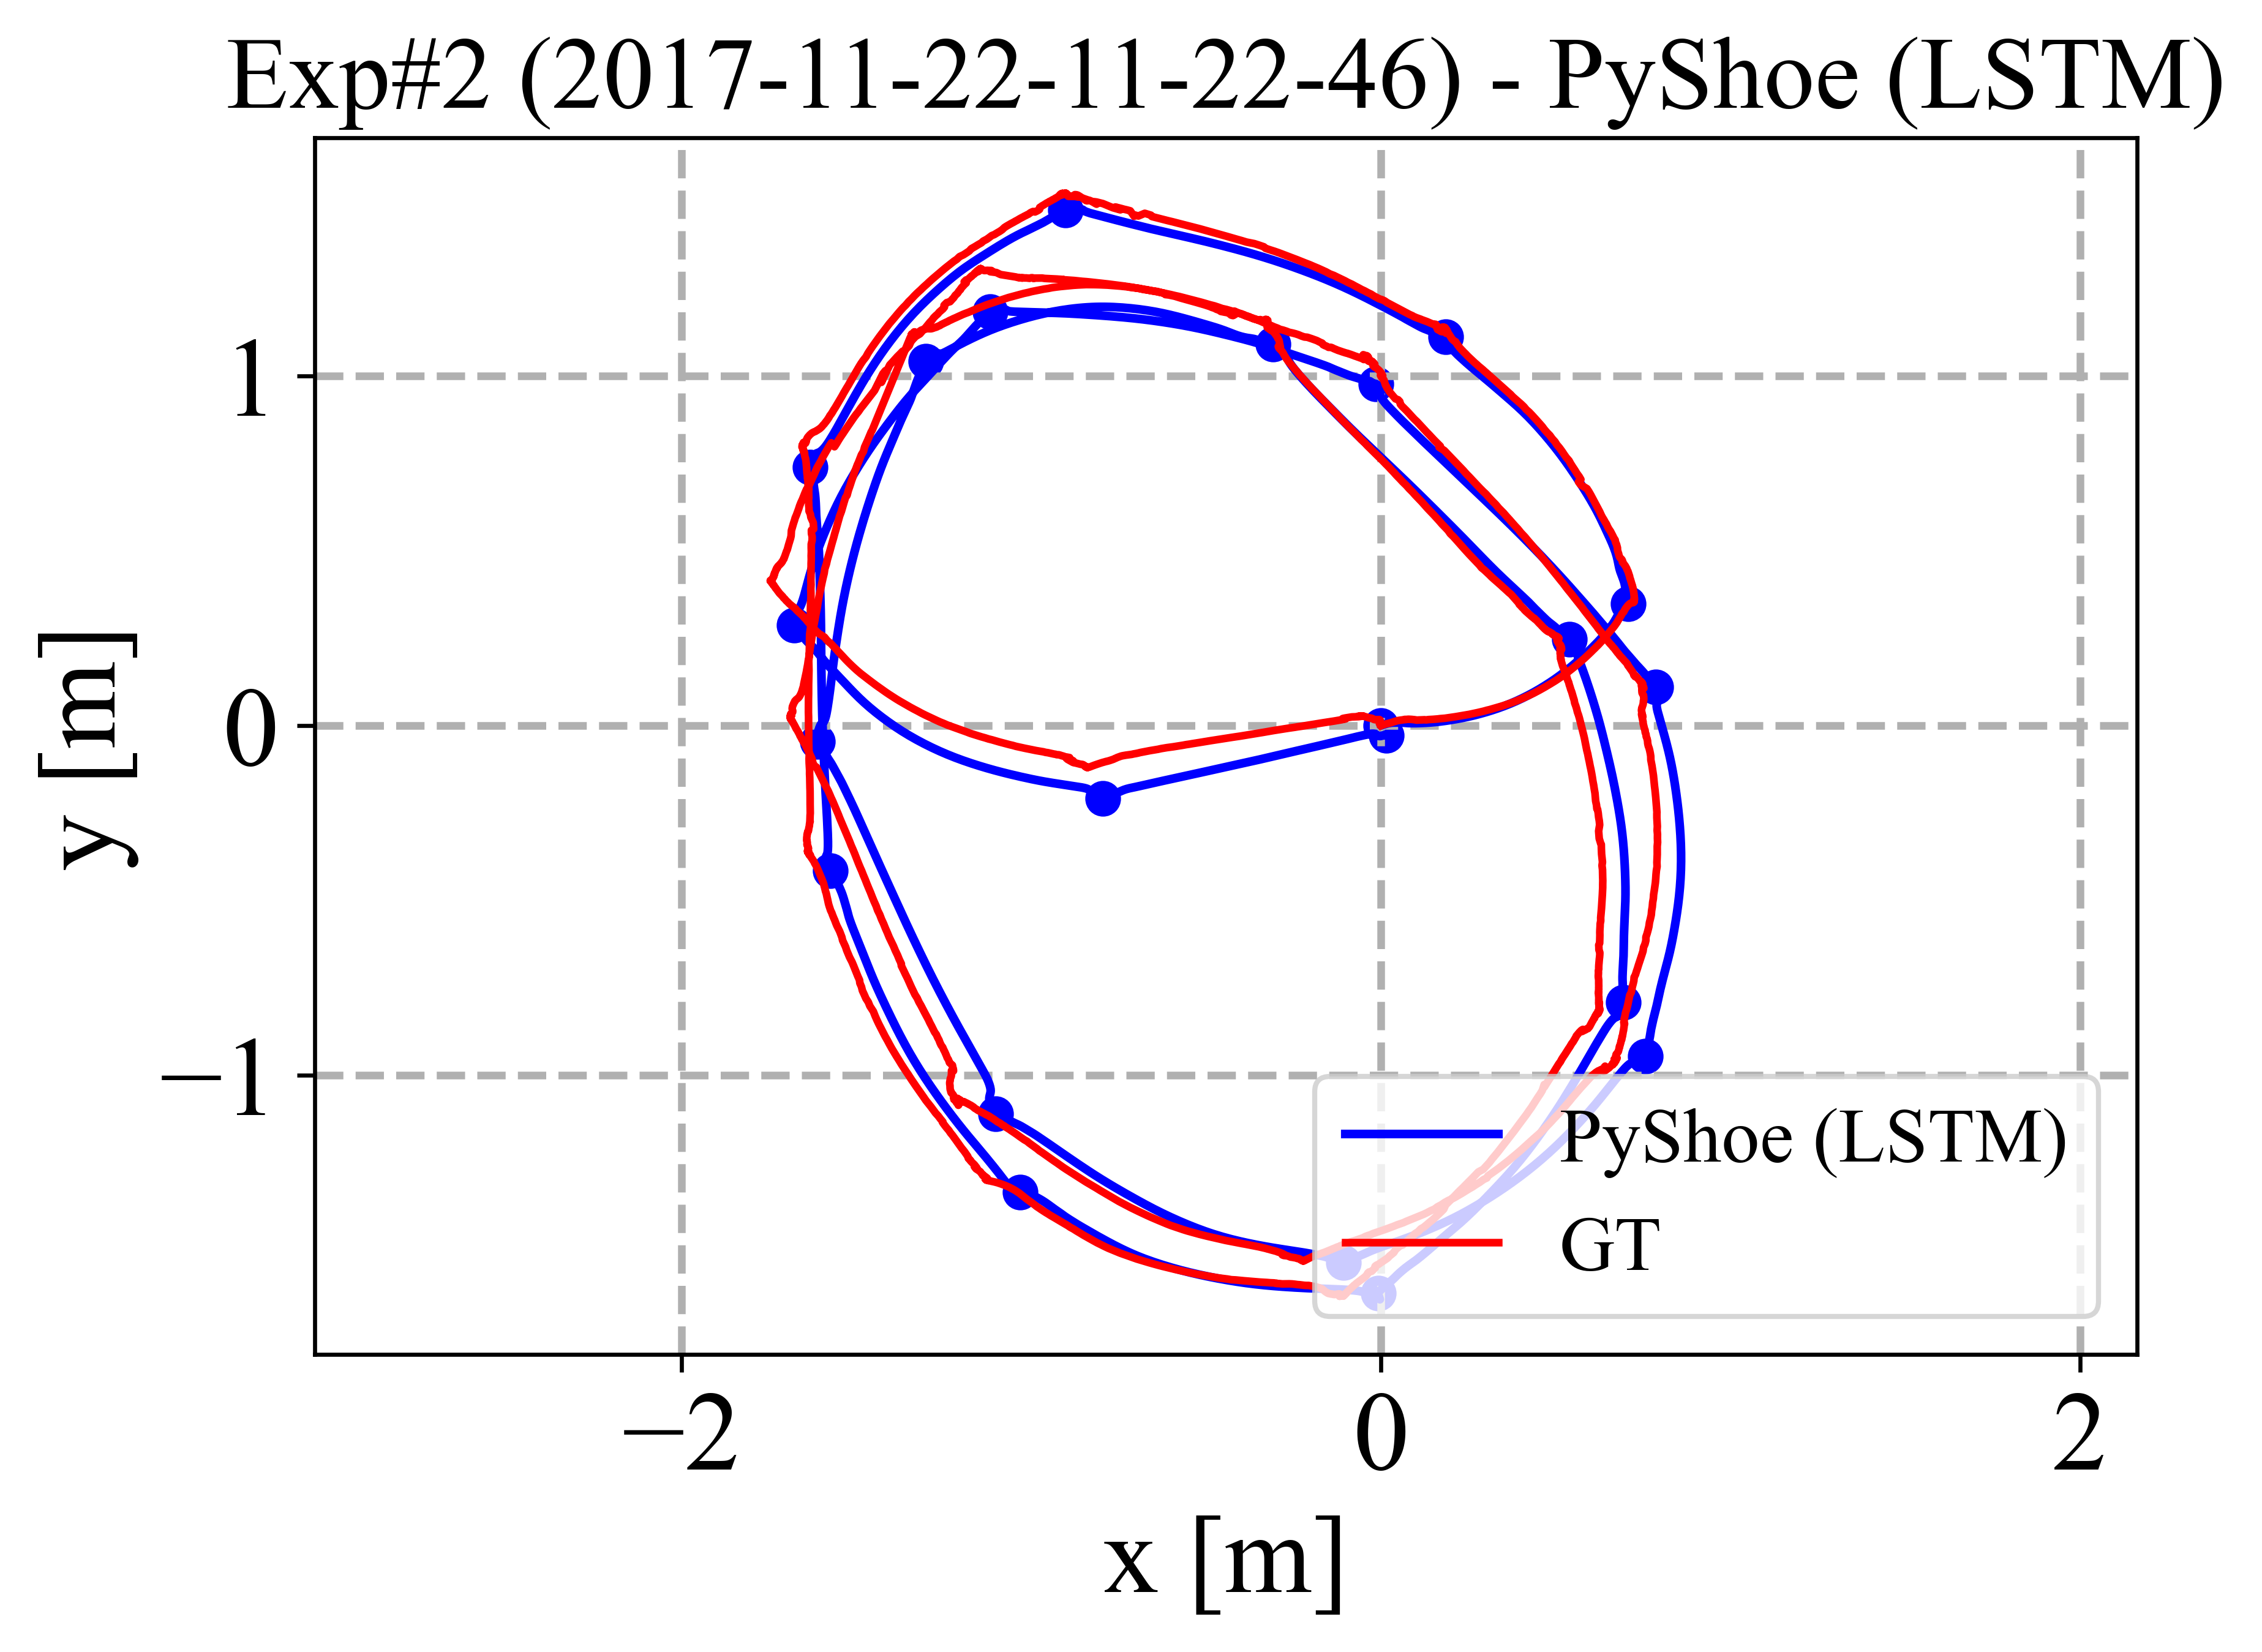 Exp#2 (2017-11-22-11-22-46) - PyShoe (LSTM)
1
0
−1
y [m]
PyShoe (LSTM)
GT
−2
0
2
x [m]